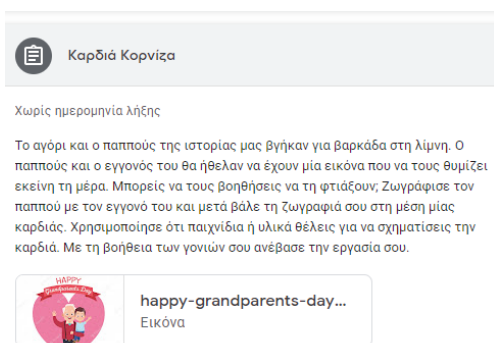 Καρδιά Κορνίζα
Χωρίς ημερομηνία λήξης
Το αγόρι και ο παππούς της ιστορίας μας βγήκαν για βαρκάδα στη λίμνη. Ο
παππούς και ο εγγονός του θα ήθελαν να έχουν μία εικόνα που να τους θυμίζει
εκείνη τη μέρα. Μπορείς να τους βοηθήσεις να τη φτιάξουν; Ζωγράφισε τον
παππού με τον εγγονό του και μετά βάλε τη ζωγραφιά σου στη μέση μίας
καρδιάς. Χρησιμοποίησε ότι παιχνίδια ή υλικά θέλεις για να σχηματίσεις την
καρδιά. Με τη βοήθεια των γονιών σου ανέβασε την εργασία σου.
HAPPY
Grandparents Day
happy-grandparents-day...
Εικόνα